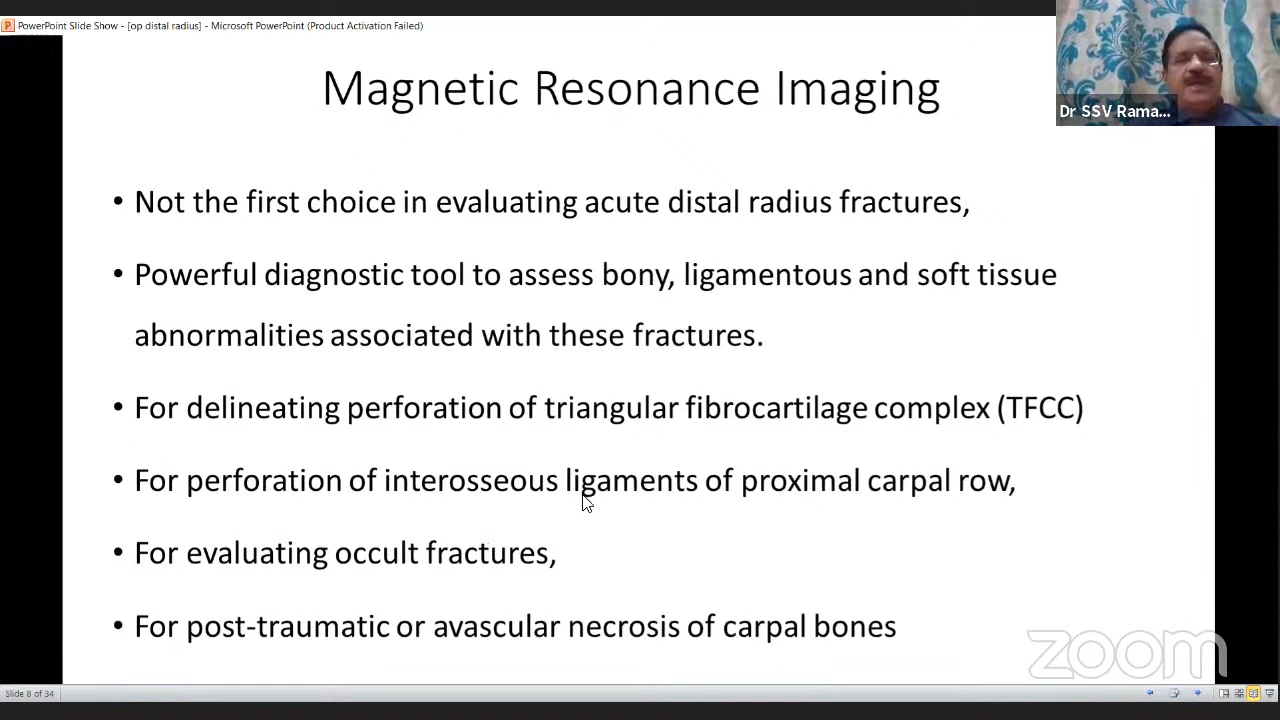 PowerPoint Slide Show - [op distal radius] - Microsoft PowerPoint (Product Activation Failed)
Magnetic Resonance Imaging
Dr SSV Rama...
• Not the first choice in evaluating acute distal radius fractures,
• Powerful diagnostic tool to assess bony, ligamentous and soft tissue
abnormalities associated with these fractures.
• For delineating perforation of triangular fibrocartilage complex (TFCC)
• For perforation of interosseous ligaments of proximal carpal row,
• For evaluating occult fractures,
• For post-traumatic or avascular necrosis of carpal bones
zoom
Slide 8 of 34